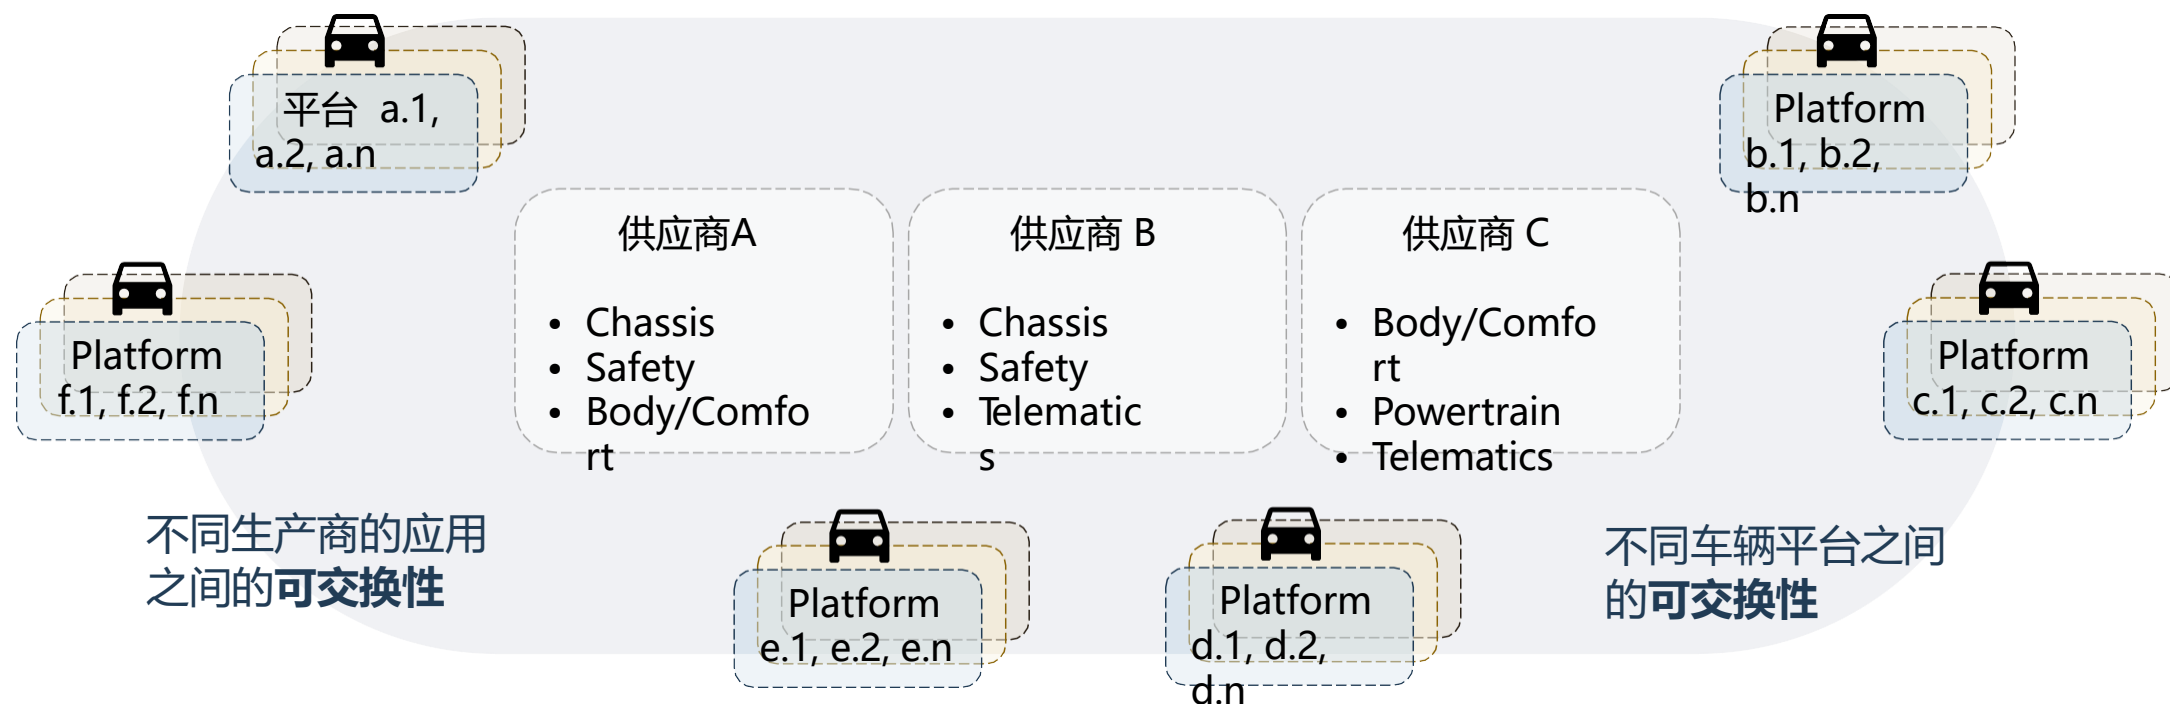 平台 a.1,
a.2, a.n
Platform
b.1, b.2,
b.n
供应商A
• Chassis
• Safety
• Body/Comfo
rt
供应商 B
• Chassis
• Safety
• Telematic
s
供应商 C
• Body/Comfo
rt
• Powertrain
• Telematics
Platform
f.1, f.2, f.n
Platform
c.1, c.2, c.n
不同生产商的应用
之间的可交换性
Platform
e.1, e.2, e.n
Platform
d.1, d.2,
d.n
不同车辆平台之间
的可交换性